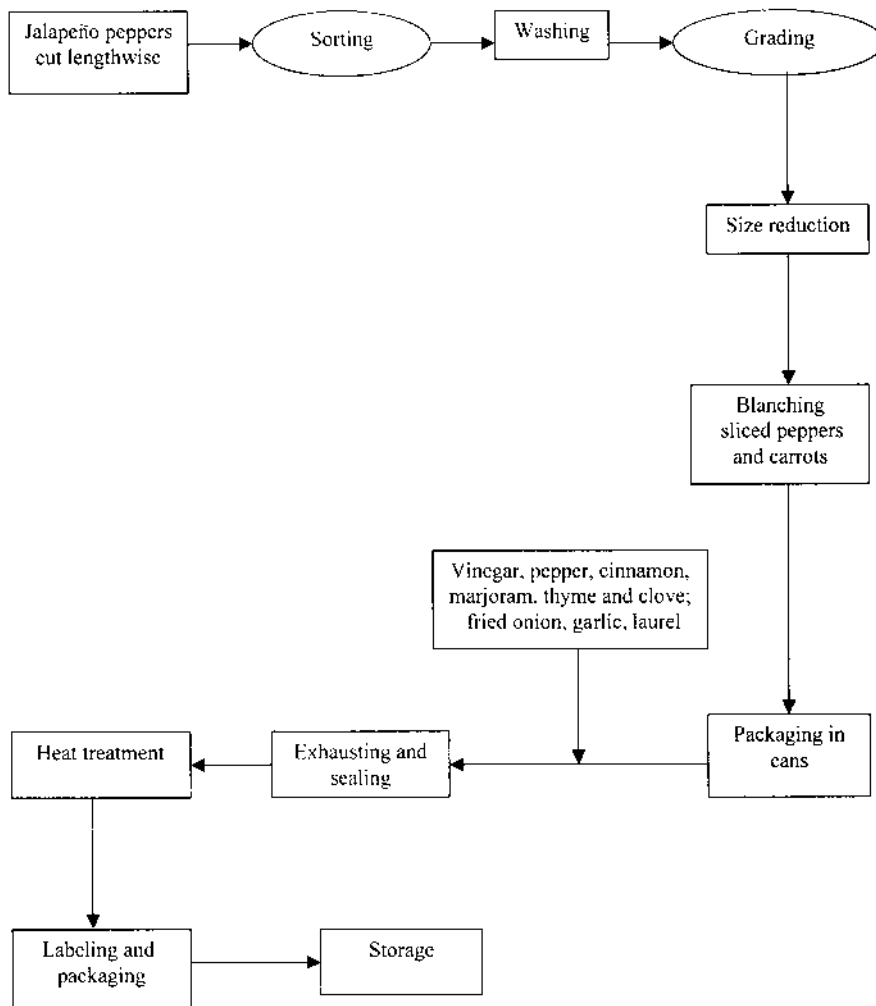 Jalapeño peppers
cut lengthwise
Sorting
Washing
Grading
Size reduction
Blanching
sliced peppers
and carrots
Vinegar, pepper, cinnamon,
marjoram, thyme and clove;
fried onion, garlic, laurel
Packaging in
cans
Exhausting and
sealing
Heat treatment
Labeling and
packaging
Storage